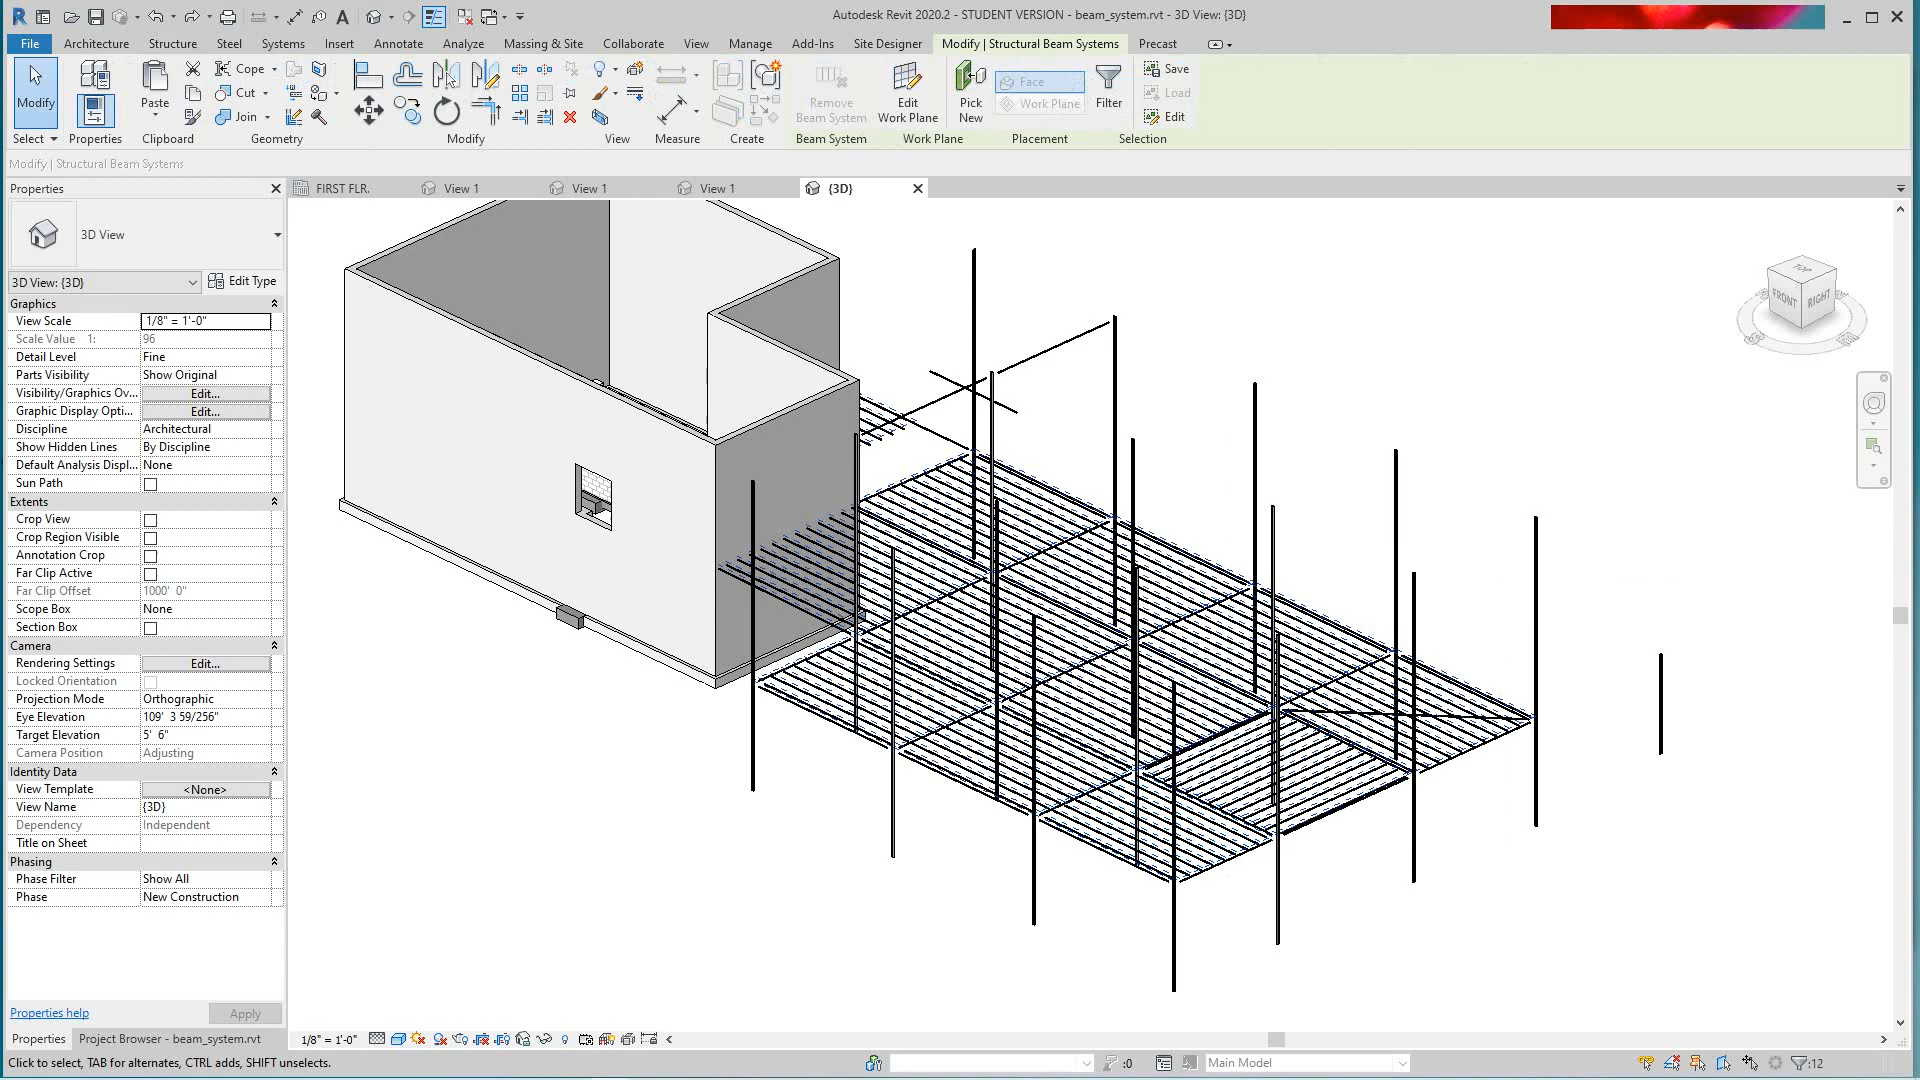 Autodesk Revit 2020.2 - STUDENT VERSION - beam_system.rvt - 3D View: {3D}
File Architecture Structure Steel Systems Insert Annotate Analyze Massing & Site Collaborate View Manage Add-Ins Site Designer Modify | Structural Beam Systems Precast
Modify
Paste
Cope
Cut
Join
Remove Beam System
Edit Work Plane
Pick New
Face
Work Plane
Filter
Save
Load
Edit
Select Properties Clipboard Geometry Modify View Measure Create Beam System Work Plane Placement Selection
Modify | Structural Beam Systems
Properties
FIRST FLR. View 1 View 1 View 1 {3D}
3D View
3D View: {3D} Edit Type
Graphics
View Scale 1/8" = 1'-0"
Scale Value 1: 96
Detail Level Fine
Parts Visibility Show Original
Visibility/Graphics Ov... Edit...
Graphic Display Opti... Edit...
Discipline Architectural
Show Hidden Lines By Discipline
Default Analysis Displ... None
Sun Path
Extents
Crop View
Crop Region Visible
Annotation Crop
Far Clip Active
Far Clip Offset 1000' 0"
Scope Box None
Section Box
Camera
Rendering Settings Edit...
Locked Orientation
Projection Mode Orthographic
Eye Elevation 109' 3 59/256"
Target Elevation 5' 6"
Camera Position Adjusting
Identity Data
View Template <None>
View Name {3D}
Dependency Independent
Title on Sheet
Phasing
Phase Filter Show All
Phase New Construction
TOP
FRONT RIGHT
Properties help Apply
Properties Project Browser - beam_system.rvt 1/8" = 1'-0"
Click to select, TAB for alternates, CTRL adds, SHIFT unselects. :0 Main Model :12